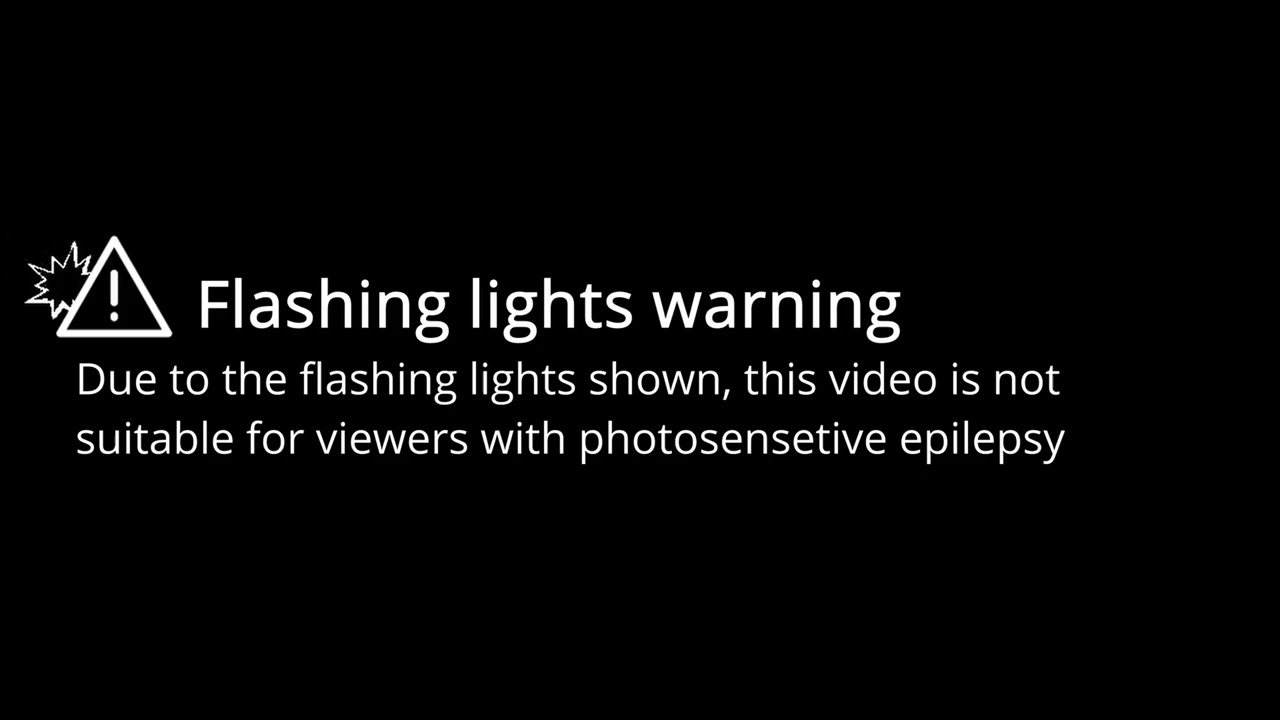 Flashing lights warning
Due to the flashing lights shown, this video is not
suitable for viewers with photosensetive epilepsy